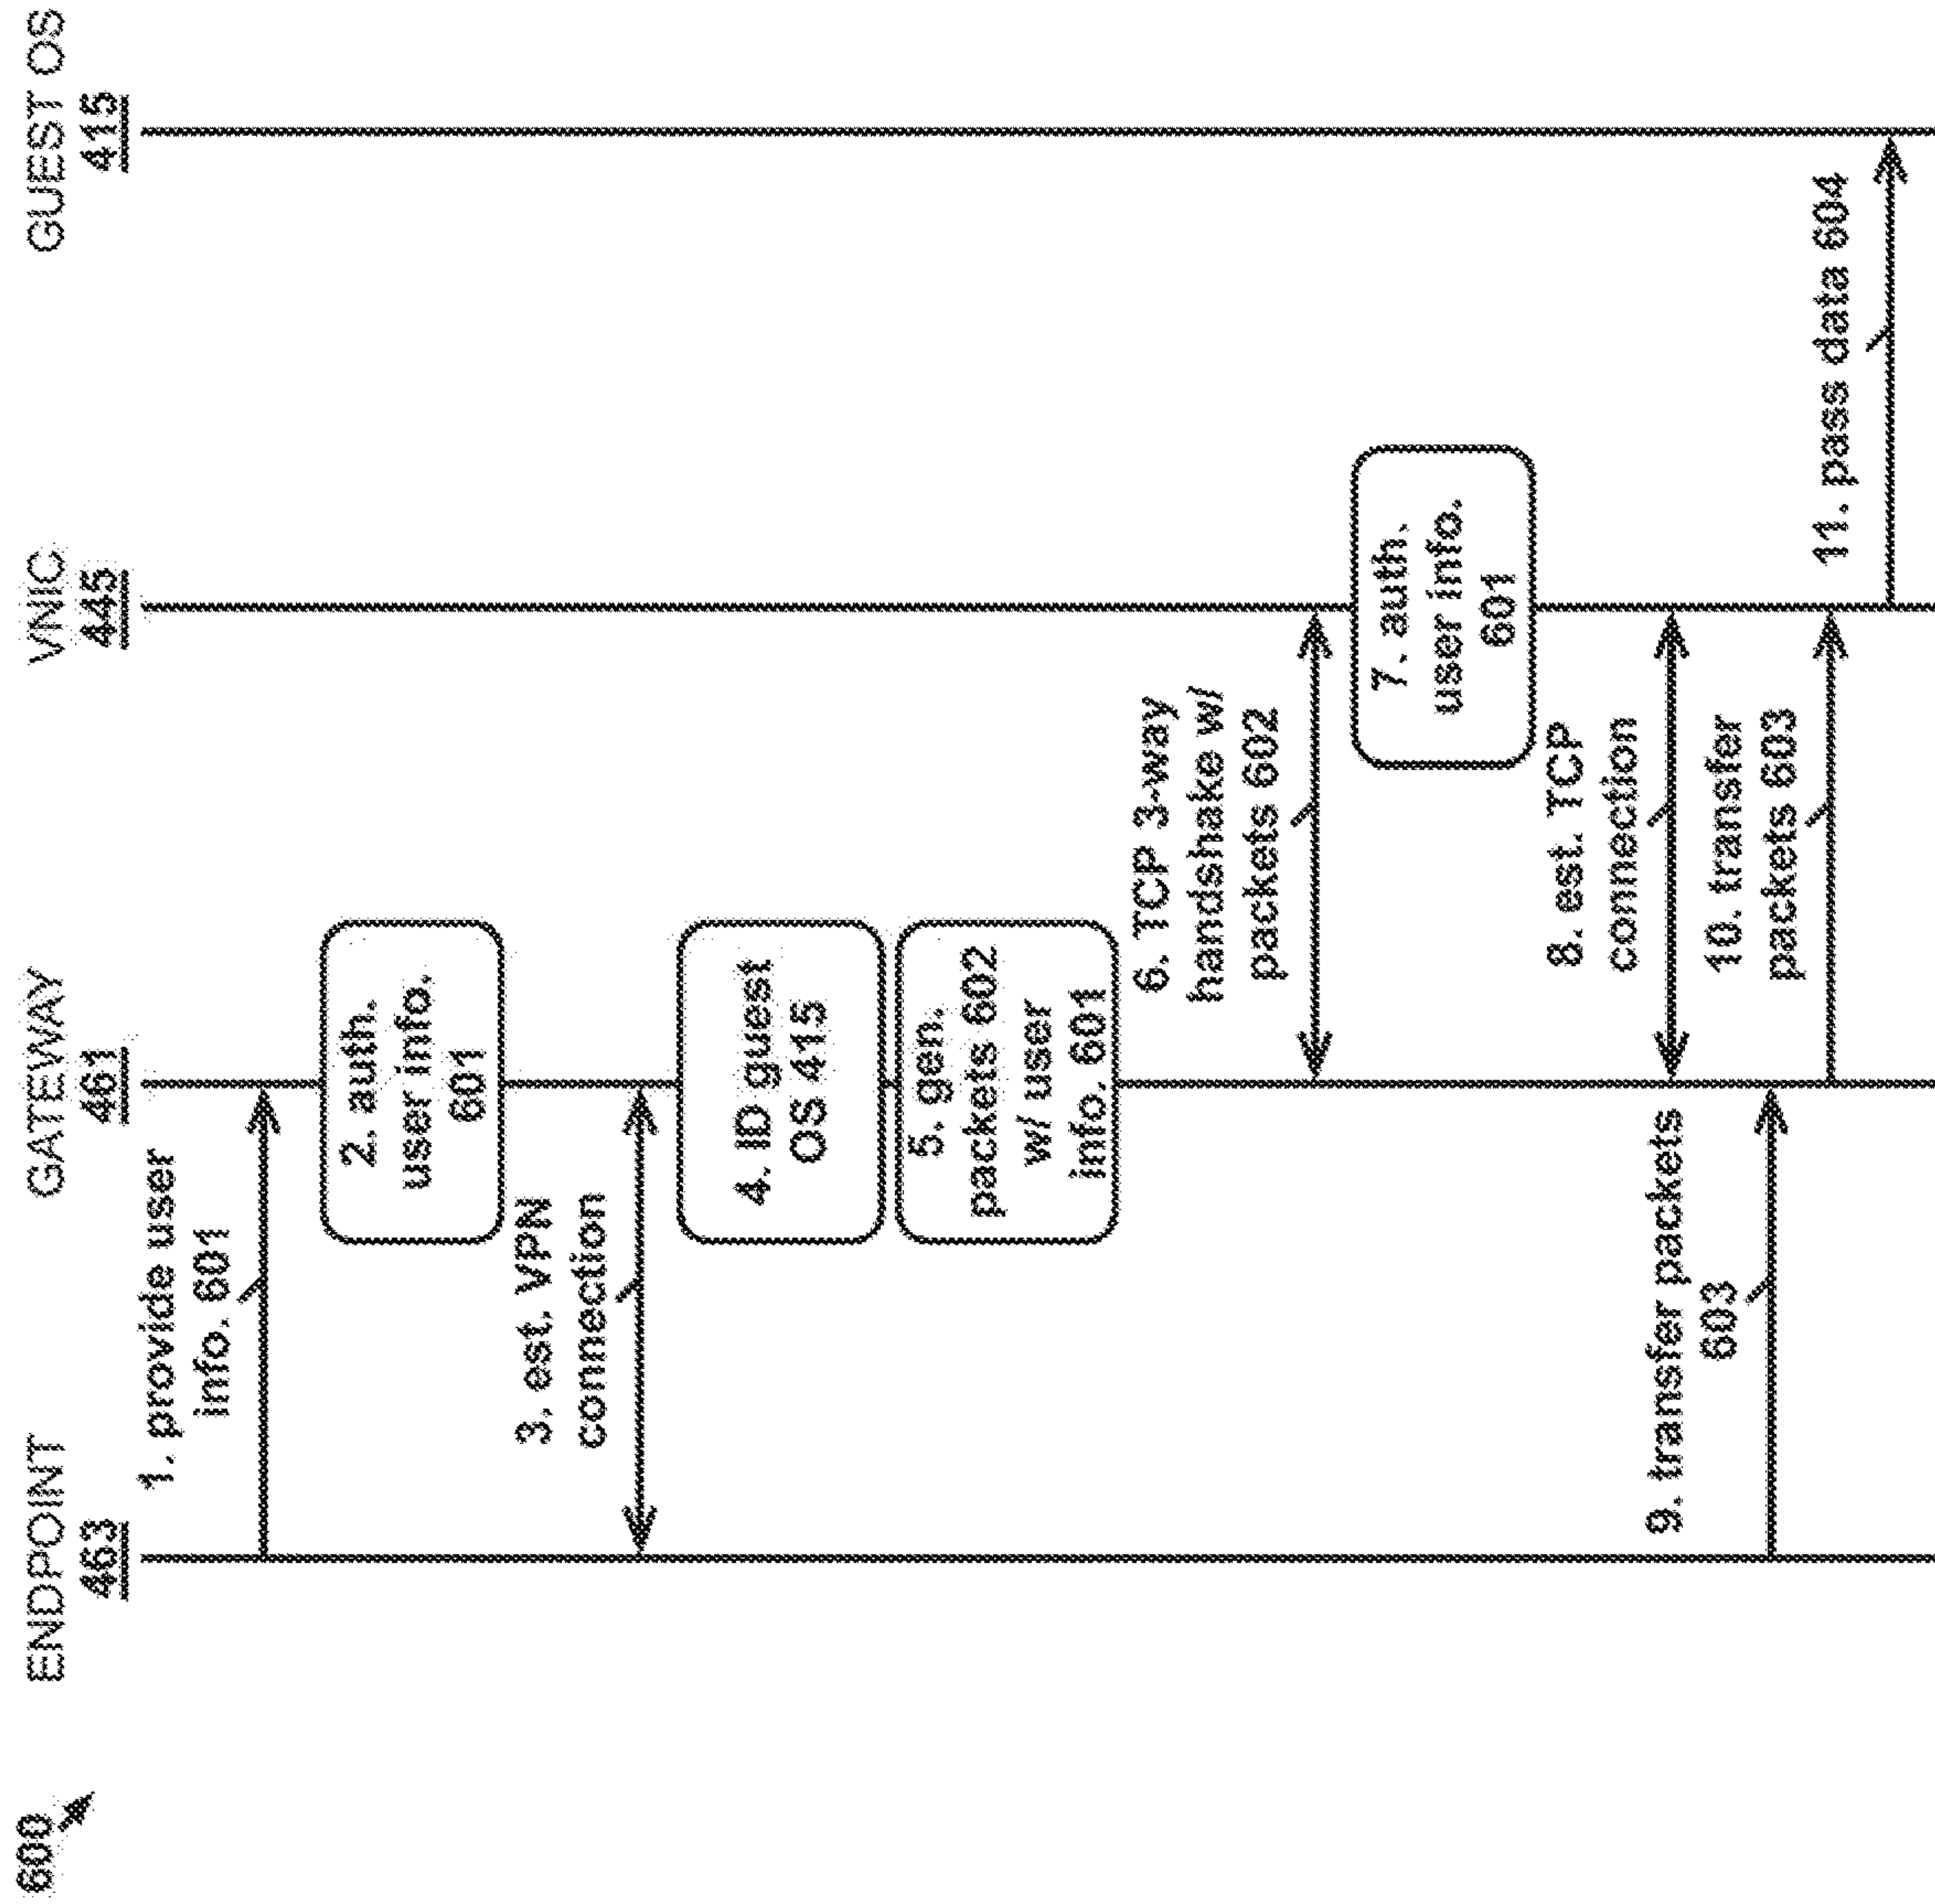 600
ENDPOINT
463
GATEWAY
461
VNIC
445
GUEST OS
415
1. provide user
info. 601
2. auth.
user info.
601
3. est. VPN
connection
4. ID guest
OS 415
5. gen.
packets 602
w/ user
info. 601
6. TCP 3-way
handshake w/
packets 602
7. auth.
user info.
601
8. est. TCP
connection
9. transfer packets
603
10. transfer
packets 603
11. pass data 604